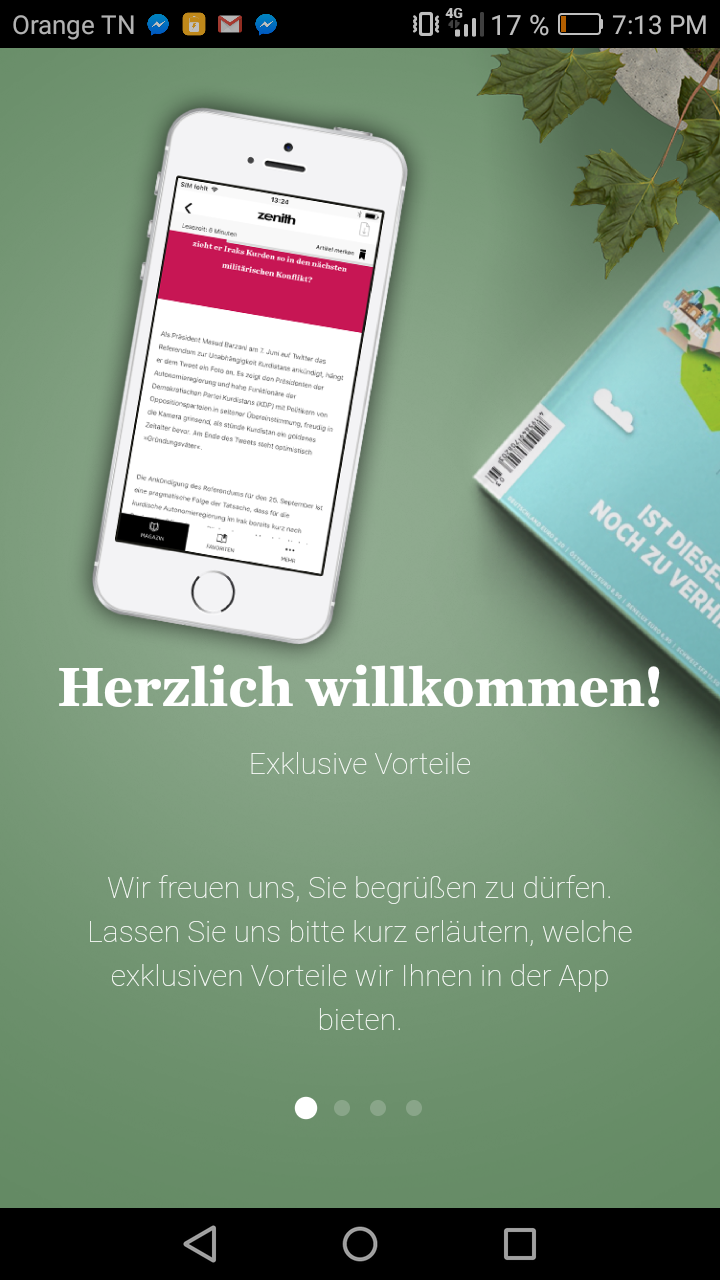 Orange TN
4G
17 %
7:13 PM
SIM fehlt
13:24
zenith
Lesezeit: 8 Minuten
Artikel merken
zieht er Iraks Kurden so in den nächsten
militärischen Konflikt?
Als Präsident Masud Barzani am 7. Juni auf Twitter das
Referendum zur Unabhängigkeit Kurdistans ankündigt, hängt
er dem Tweet ein Foto an. Es zeigt den Präsidenten der
Autonomieregierung und hohe Funktionäre der
Demokratischen Partei Kurdistans (KDP) mit Politikern von
Oppositionsparteien in seltener Übereinstimmung, freudig in
die Kamera grinsend, als stünde Kurdistan ein goldenes
Zeitalter bevor. Am Ende des Tweets steht optimistisch
»Gründungsväter«.
Die Ankündigung des Referendums für den 25. September ist
eine pragmatische Folge der Tatsache, dass für die
kurdische Autonomieregierung im Irak bereits kurz nach
MAGAZIN
FAVORITEN
MEHR
IST DIESES
NOCH ZU VERHI
Herzlich willkommen!
Exklusive Vorteile
Wir freuen uns, Sie begrüßen zu dürfen.
Lassen Sie uns bitte kurz erläutern, welche
exklusiven Vorteile wir Ihnen in der App
bieten.